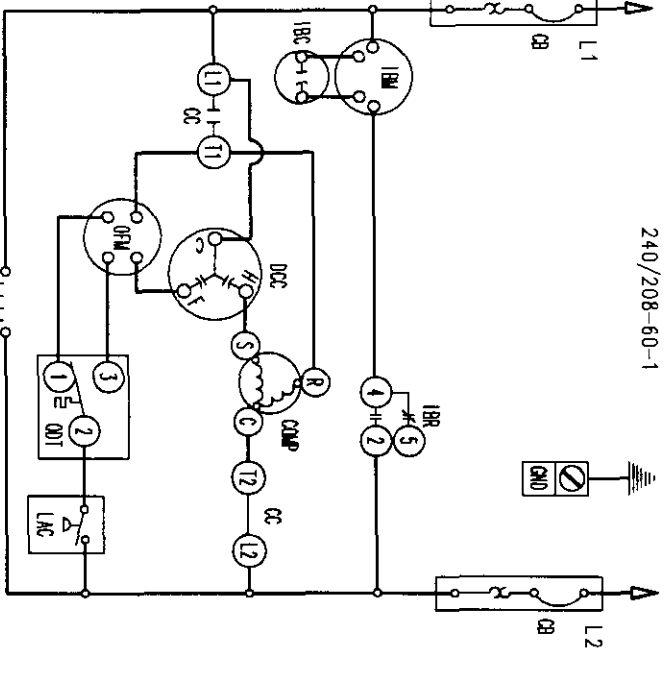 240/208-60-1
L1
L2
CB
CB
GND
IBR
5
4
2
IBM
IBC
R
COMP
DCC
H
S
C
T2
CC
L2
C
F
L1
CC
T1
OFM
3
2
1
ODT
LAC